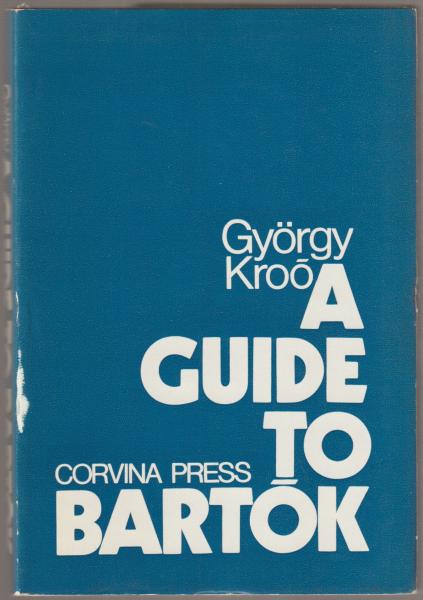 György
Kroó
A
GUIDE
TO
CORVINA PRESS
BARTÓK